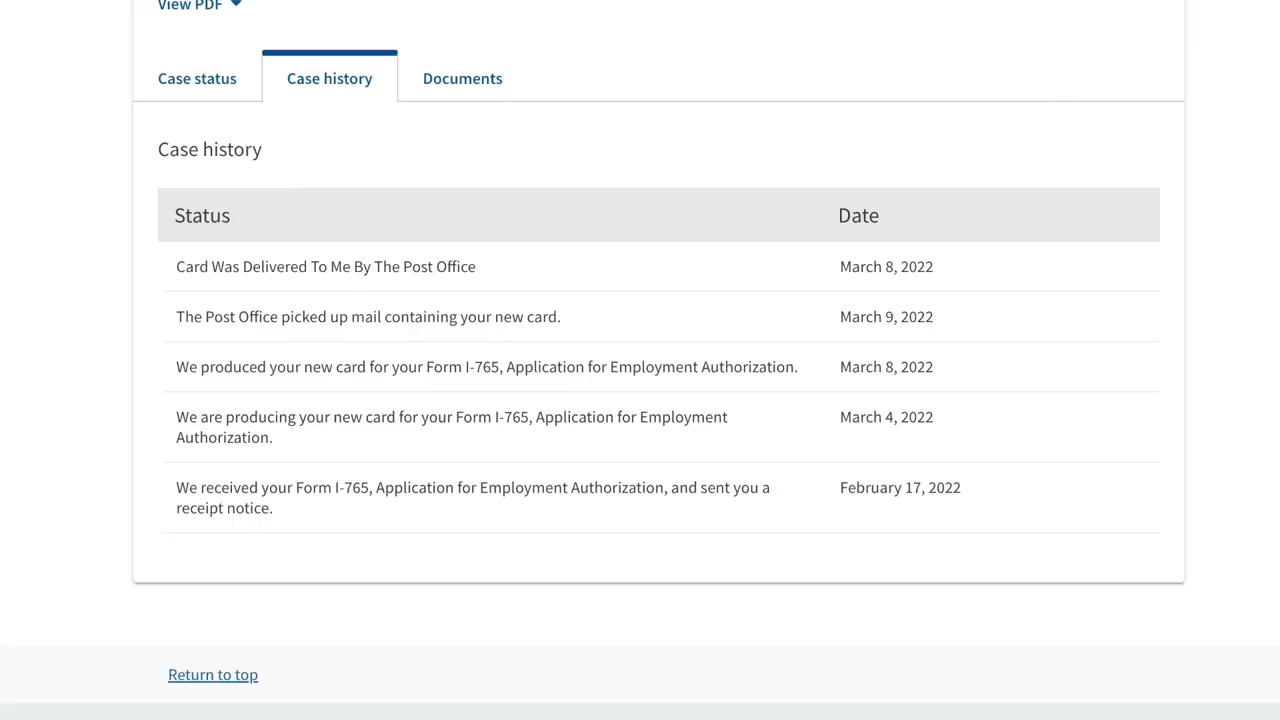 View PDF
Case status
Case history
Documents
Case history
Status
Date
Card Was Delivered To Me By The Post Office
March 8, 2022
The Post Office picked up mail containing your new card.
March 9, 2022
We produced your new card for your Form I-765, Application for Employment Authorization.
March 8, 2022
We are producing your new card for your Form I-765, Application for Employment
Authorization.
March 4, 2022
We received your Form I-765, Application for Employment Authorization, and sent you a
receipt notice.
February 17, 2022
Return to top